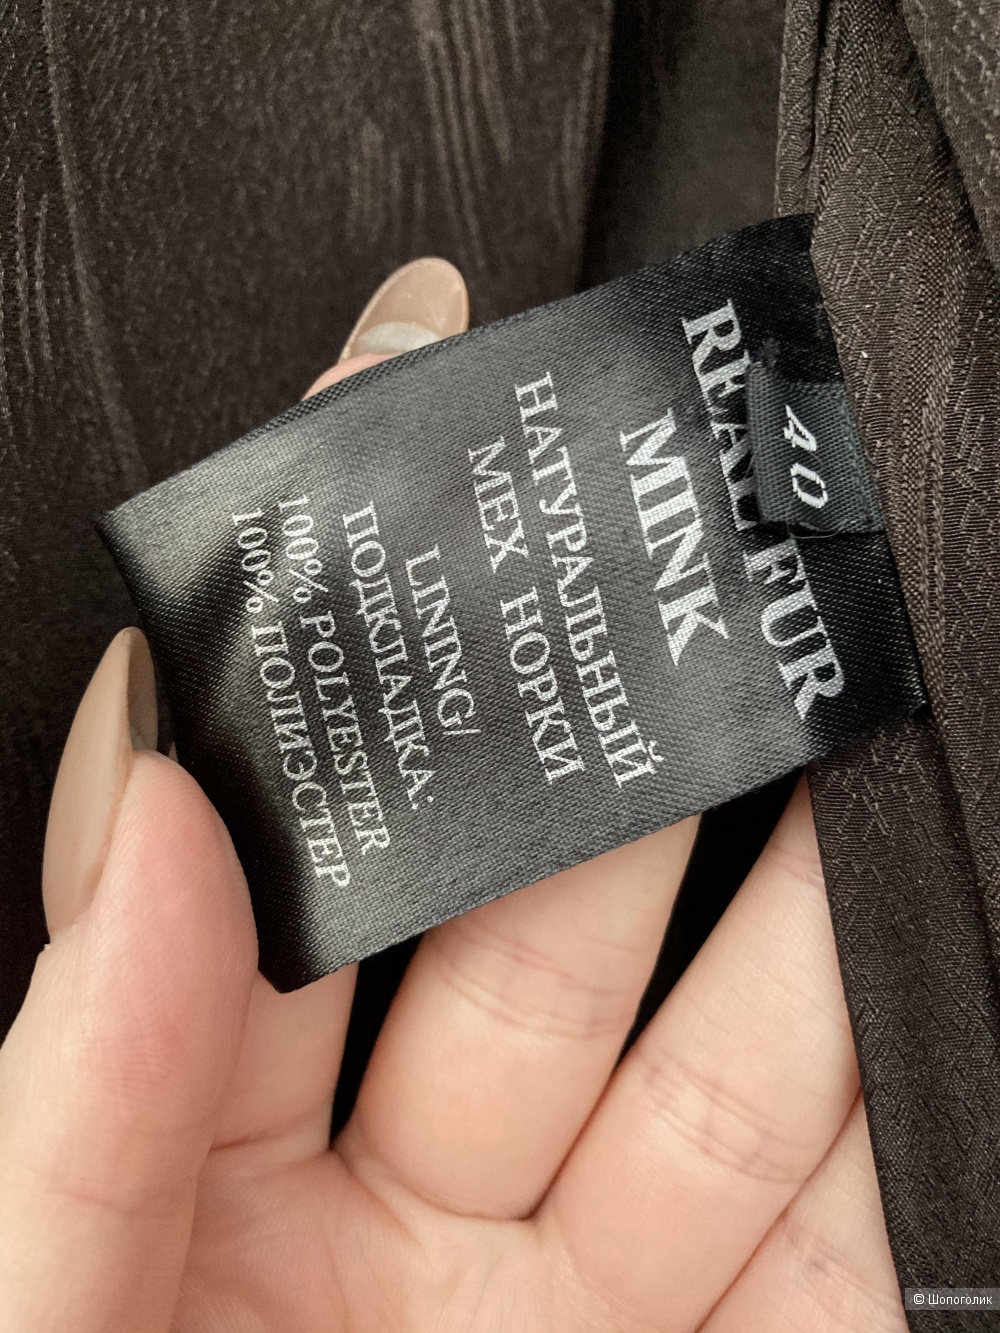 REAL FUR
40
MINK
НАТУРАЛЬНЫЙ
МЕХ НОРКИ
LINING/
ПОДКЛАДКА:
100% POLYESTER
100% ПОЛИЭСТЕР
© Шопоголик